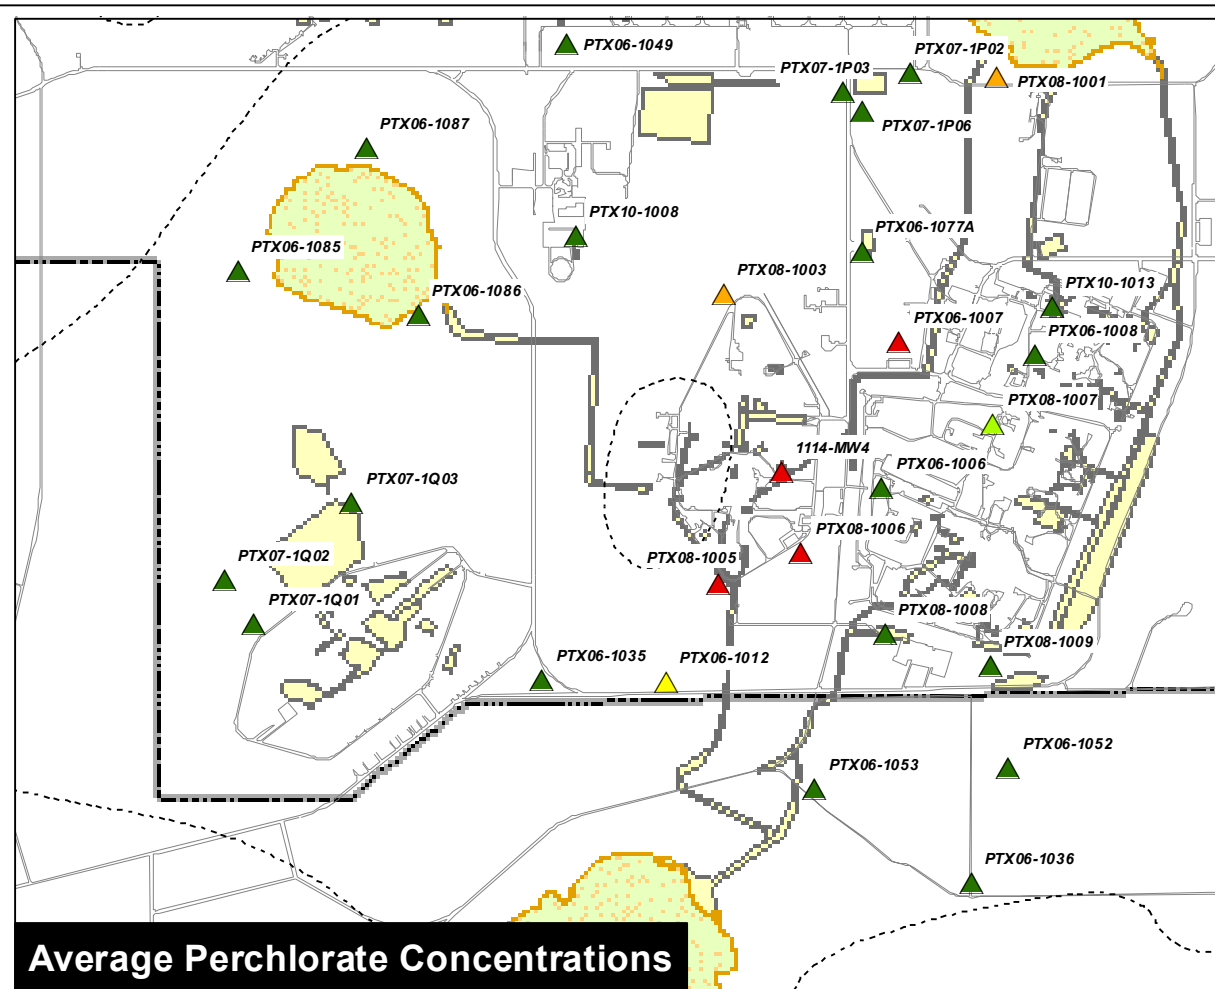 PTX06-1049
PTX07-1P02
PTX07-1P03
PTX08-1001
PTX06-1087
PTX07-1P06
PTX10-1008
PTX06-1077A
PTX06-1085
PTX08-1003
PTX06-1086
PTX10-1013
PTX06-1007
PTX06-1008
PTX08-1007
1114-MW4
PTX06-1006
PTX07-1Q03
PTX08-1006
PTX07-1Q02
PTX08-1005
PTX07-1Q01
PTX08-1008
PTX08-1009
PTX06-1035
PTX06-1012
PTX06-1052
PTX06-1053
PTX06-1036
Average Perchlorate Concentrations